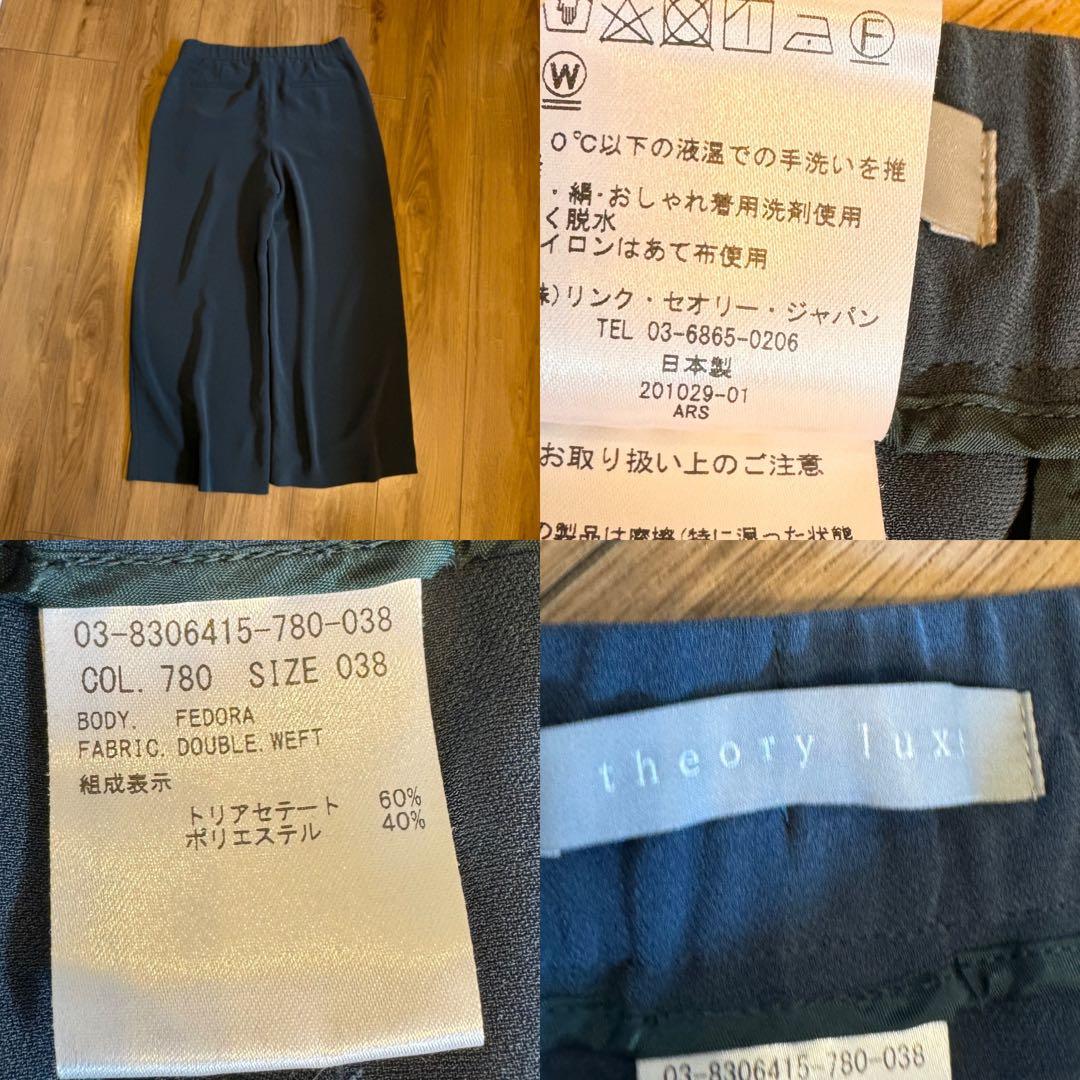 F
W
0℃以下の液温での手洗いを推
・絹・おしゃれ着用洗剤使用
く脱水
イロンはあて布使用
株)リンク・セオリー・ジャパン
TEL 03-6865-0206
日本製
201029-01
ARS
お取り扱い上のご注意
の製品は摩擦(特に湿った状態
03-8306415-780-038
COL. 780 SIZE 038
BODY. FEDORA
FABRIC. DOUBLE. WEFT
組成表示
トリアセテート 60%
ポリエステル 40%
theory lux
03-8306415-780-038